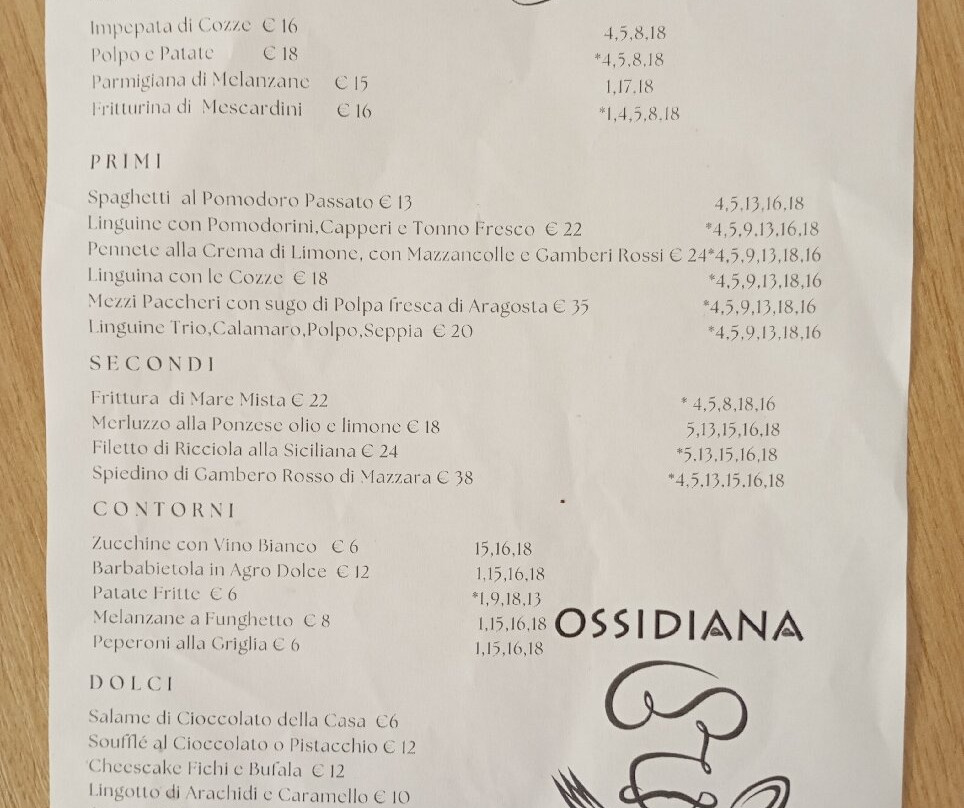 Impepata di Cozze € 16 4,5,8,18
Polpo e Patate € 18 *4,5,8,18
Parmigiana di Melanzane € 15 1,17,18
Fritturina di Mescardini € 16 *1,4,5,8,18
PRIMI
Spaghetti al Pomodoro Passato € 13 4,5,13,16,18
Linguine con Pomodorini,Capperi e Tonno Fresco € 22 *4,5,9,13,16,18
Pennete alla Crema di Limone, con Mazzancolle e Gamberi Rossi € 24*4,5,9,13,18,16
Linguina con le Cozze € 18 *4,5,9,13,18,16
Mezzi Paccheri con sugo di Polpa fresca di Aragosta € 35 *4,5,9,13,18,16
Linguine Trio,Calamaro,Polpo,Seppia € 20 *4,5,9,13,18,16
SECONDI
Frittura di Mare Mista € 22 * 4,5,8,18,16
Merluzzo alla Ponzese olio e limone € 18 5,13,15,16,18
Filetto di Ricciola alla Siciliana € 24 *5,13,15,16,18
Spiedino di Gambero Rosso di Mazzara € 38 *4,5,13,15,16,18
CONTORNI
Zucchine con Vino Bianco € 6 15,16,18
Barbabietola in Agro Dolce € 12 1,15,16,18
Patate Fritte € 6 *1,9,18,13
Melanzane a Funghetto € 8 1,15,16,18
Peperoni alla Griglia € 6 1,15,16,18
OSSIDIANA
DOLCI
Salame di Cioccolato della Casa €6
Soufflé al Cioccolato o Pistacchio € 12
Cheescake Fichi e Bufala € 12
Lingotto di Arachidi e Caramello € 10